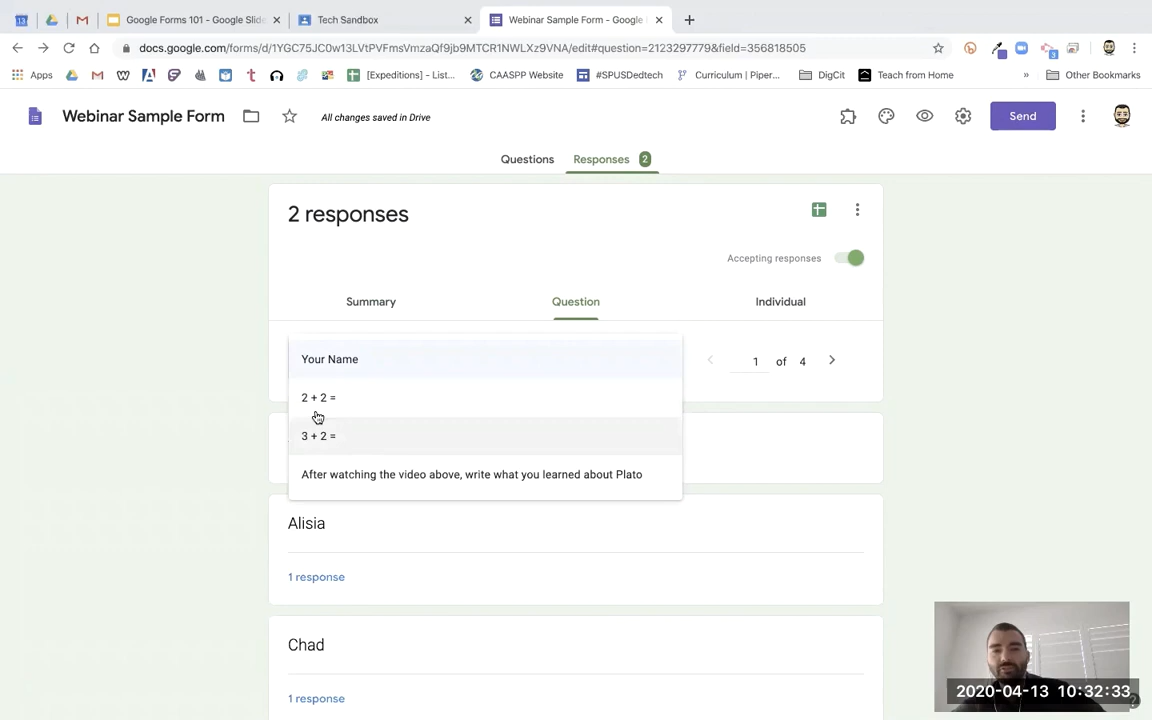 13
Google Forms 101 - Google Slide
Tech Sandbox
Webinar Sample Form - Google
docs.google.com/forms/d/1YGC75JC0w13LVtPVFmsVmzaQf9jb9MTCR1NWLXz9VNA/edit#question=2123297779&field=356818505
3
Apps
[Expeditions] - List...
CAASPP Website
#SPUSDedtech
Curriculum | Piper...
DigCit
Teach from Home
»
Other Bookmarks
Webinar Sample Form
All changes saved in Drive
Send
Questions
Responses 2
2 responses
Accepting responses
Summary
Question
Individual
Your Name
1 of 4
2 + 2 =
3 + 2 =
After watching the video above, write what you learned about Plato
Alisia
1 response
Chad
1 response
2020-04-13 10:32:33